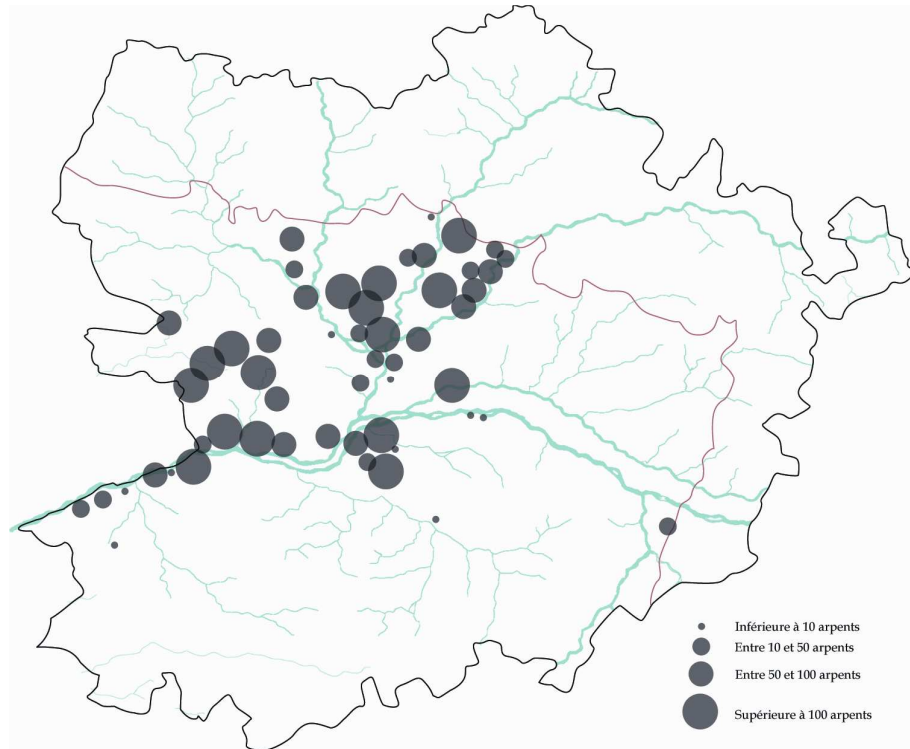 Inférieure à 10 arpents
Entre 10 et 50 arpents
Entre 50 et 100 arpents
Supérieure à 100 arpents